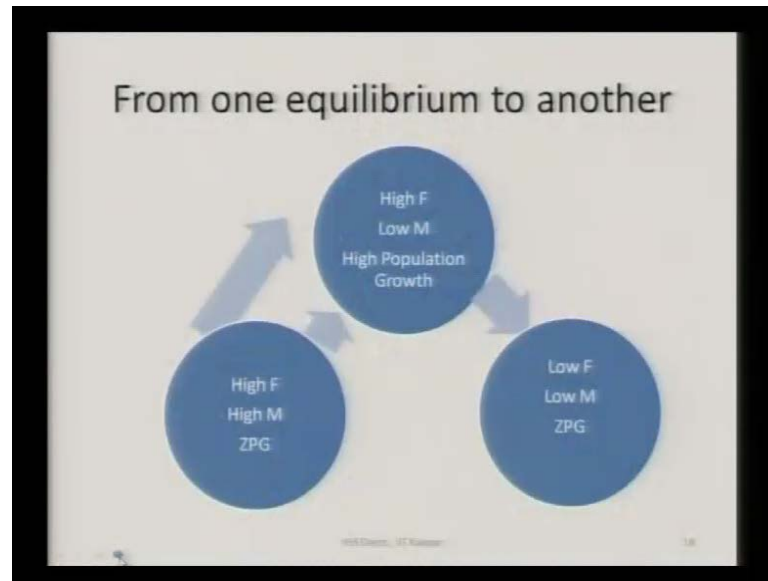 From one equilibrium to another
High F
Low M
High Population
Growth
High F
High M
ZPG
Low F
Low M
ZPG